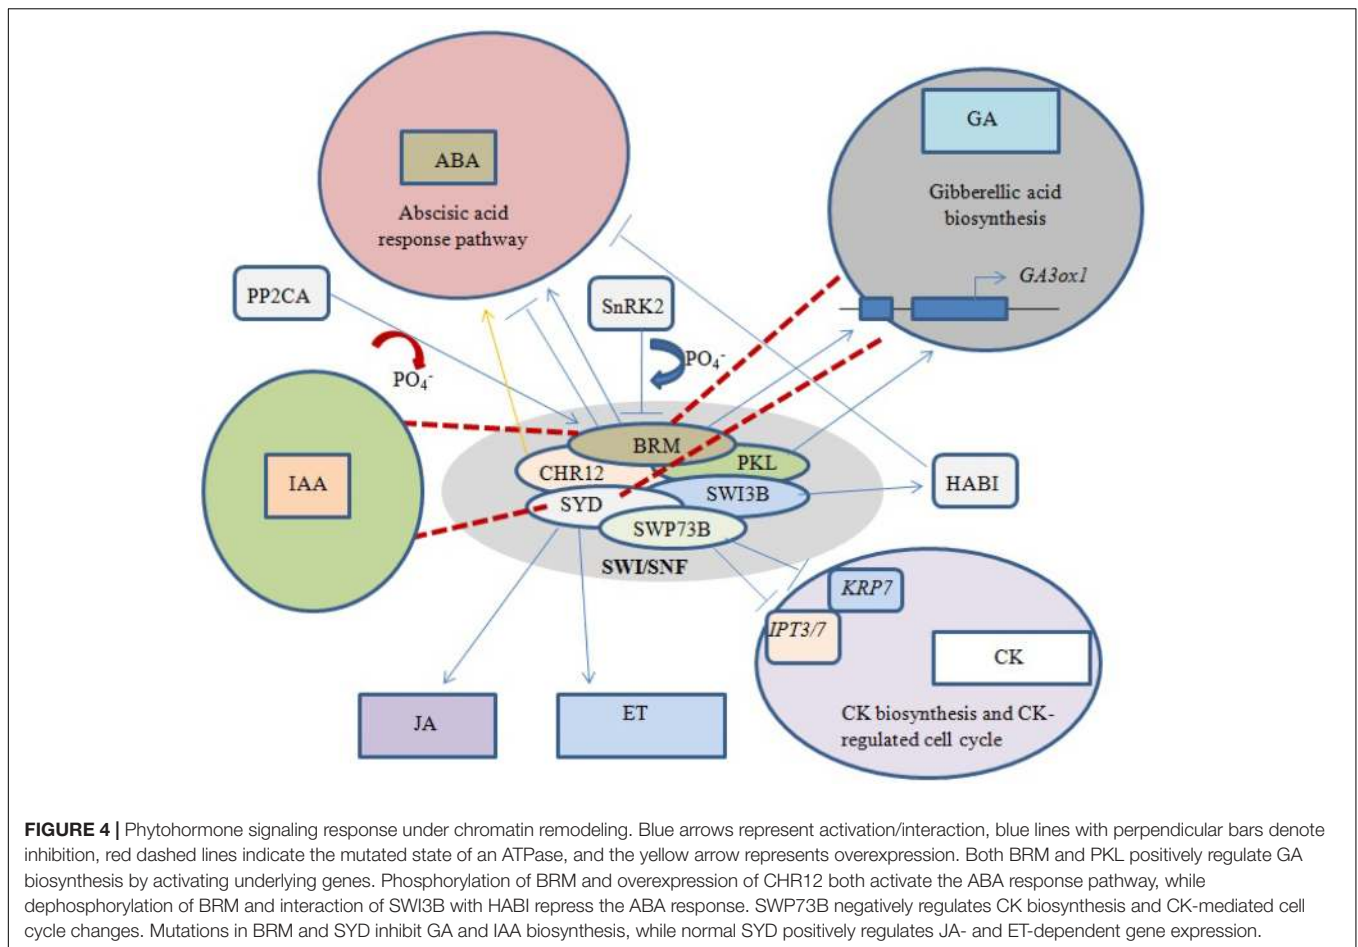 ABA
Abscisic acid
response pathway
GA
Gibberellic acid
biosynthesis
GA3ox1
PP2CA
PO4-
SnRK2
PO4-
IAA
BRM
CHR12
PKL
SYD
SWI3B
SWP73B
SWI/SNF
HABI
KRP7
IPT3/7
CK
CK biosynthesis and CK-
regulated cell cycle
JA
ET
FIGURE 4 | Phytohormone signaling response under chromatin remodeling. Blue arrows represent activation/interaction, blue lines with perpendicular bars denote
inhibition, red dashed lines indicate the mutated state of an ATPase, and the yellow arrow represents overexpression. Both BRM and PKL positively regulate GA
biosynthesis by activating underlying genes. Phosphorylation of BRM and overexpression of CHR12 both activate the ABA response pathway, while
dephosphorylation of BRM and interaction of SWI3B with HABI repress the ABA response. SWP73B negatively regulates CK biosynthesis and CK-mediated cell
cycle changes. Mutations in BRM and SYD inhibit GA and IAA biosynthesis, while normal SYD positively regulates JA- and ET-dependent gene expression.